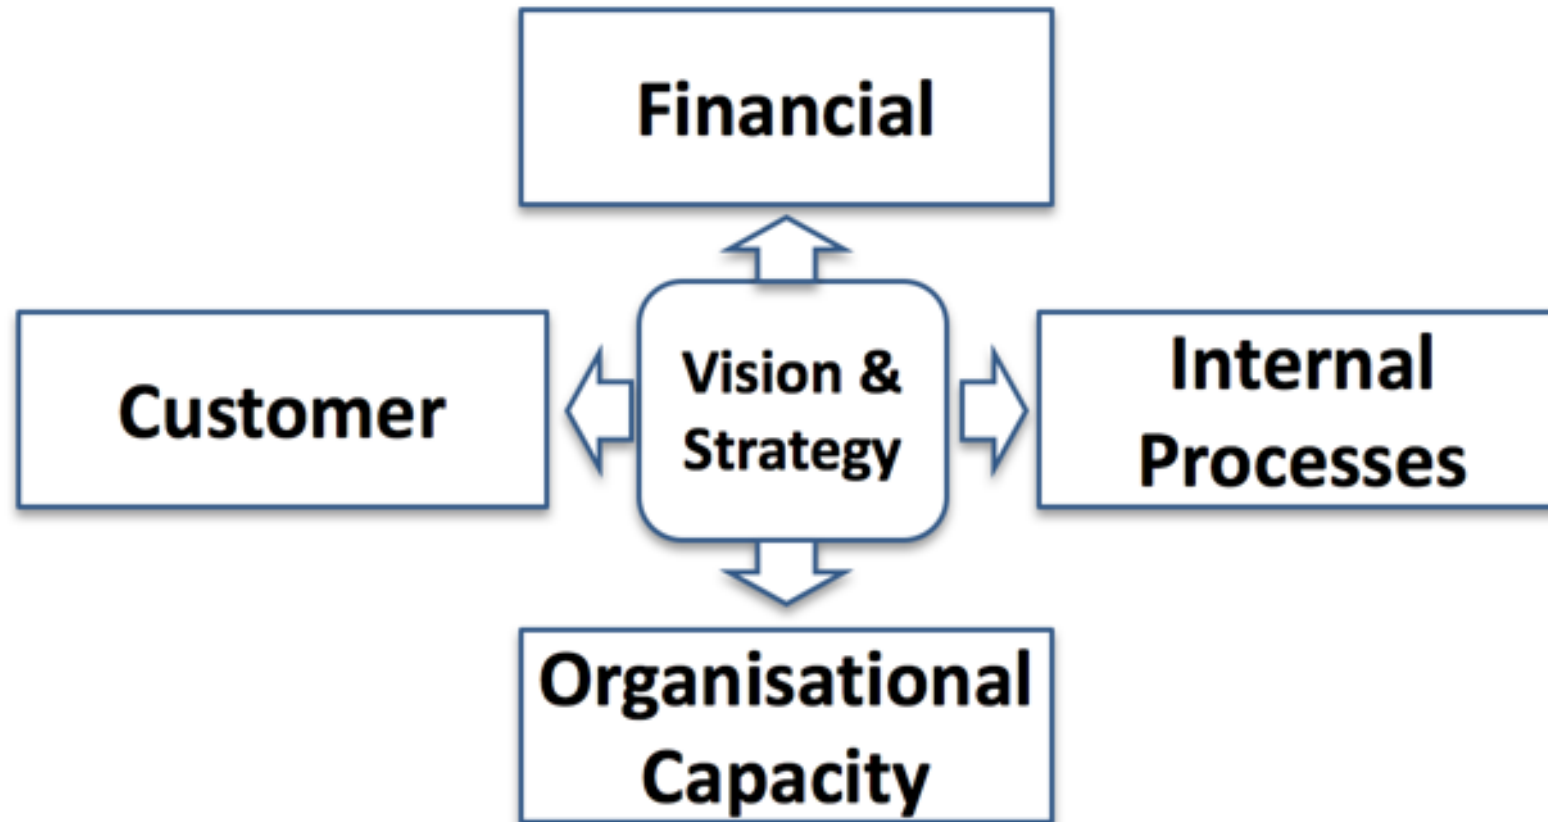 Financial
Customer
Vision &
Strategy
Internal
Processes
Organisational
Capacity